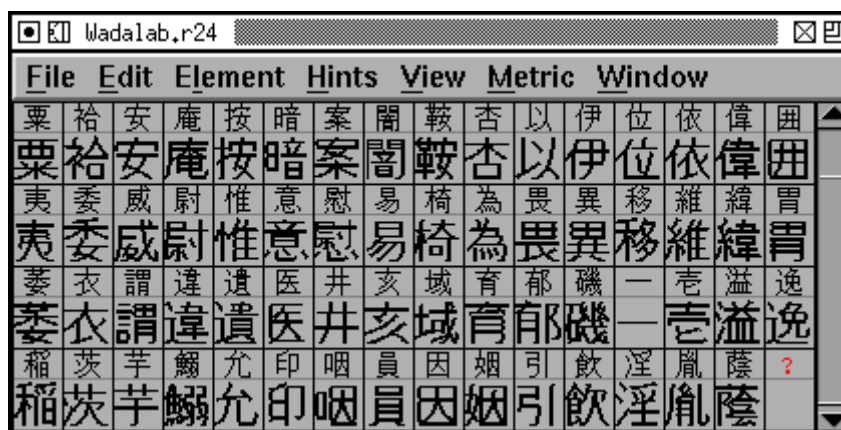 Wadalab.r24
File Edit Element Hints View Metric Window
粟 袷 安 庵 按 暗 案 闇 鞍 杏 以 伊 位 依 偉 囲
粟 袷 安 庵 按 暗 案 闇 鞍 杏 以 伊 位 依 偉 囲
夷 委 威 尉 惟 意 慰 易 椅 為 畏 異 移 維 緯 胃
夷 委 威 尉 惟 意 慰 易 椅 為 畏 異 移 維 緯 胃
萎 衣 謂 違 遺 医 井 亥 域 育 郁 磯 一 壱 溢 逸
萎 衣 謂 違 遺 医 井 亥 域 育 郁 磯 一 壱 溢 逸
稲 茨 芋 鰯 允 印 咽 員 因 姻 引 飲 淫 胤 蔭 ?
稲 茨 芋 鰯 允 印 咽 員 因 姻 引 飲 淫 胤 蔭